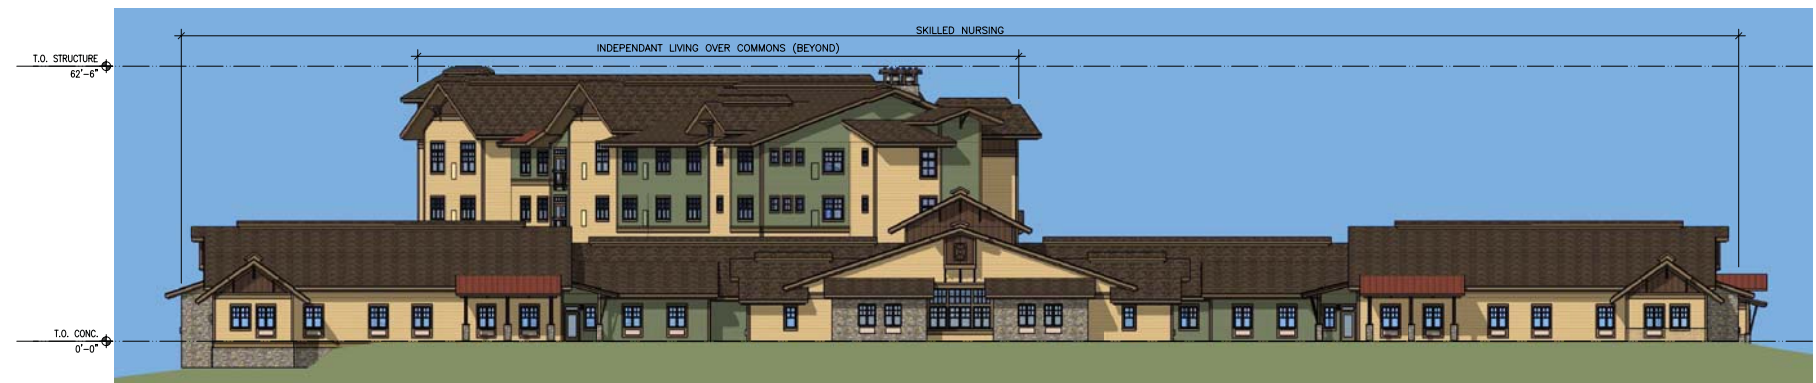 SKILLED NURSING
INDEPENDANT LIVING OVER COMMONS (BEYOND)
T.O. STRUCTURE
62'-6"
T.O. CONC.
0'-0"